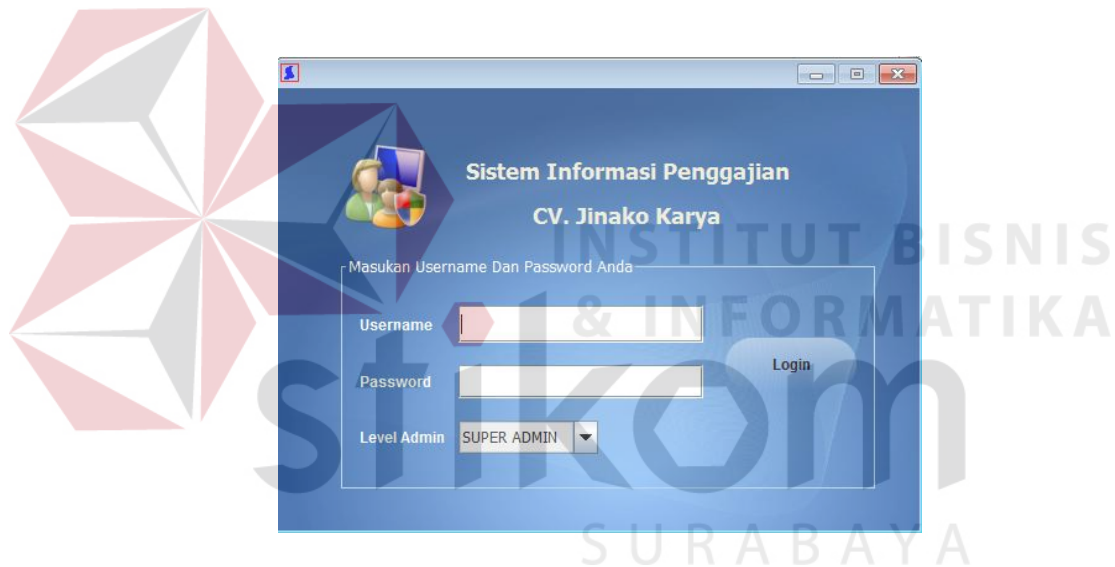 Sistem Informasi Penggajian
CV. Jinako Karya
INSTITUT BISNIS
& INFORMATIKA
Masukan Username Dan Password Anda
Username
Password
Login
Level Admin SUPER ADMIN
stikom
SURABAYA